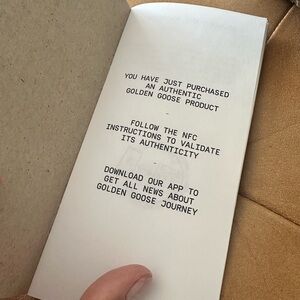 YOU HAVE JUST PURCHASED
AN AUTHENTIC
GOLDEN GOOSE PRODUCT
-
FOLLOW THE NFC
INSTRUCTIONS TO VALIDATE
ITS AUTHENTICITY
-
DOWNLOAD OUR APP TO
GET ALL NEWS ABOUT
GOLDEN GOOSE JOURNEY